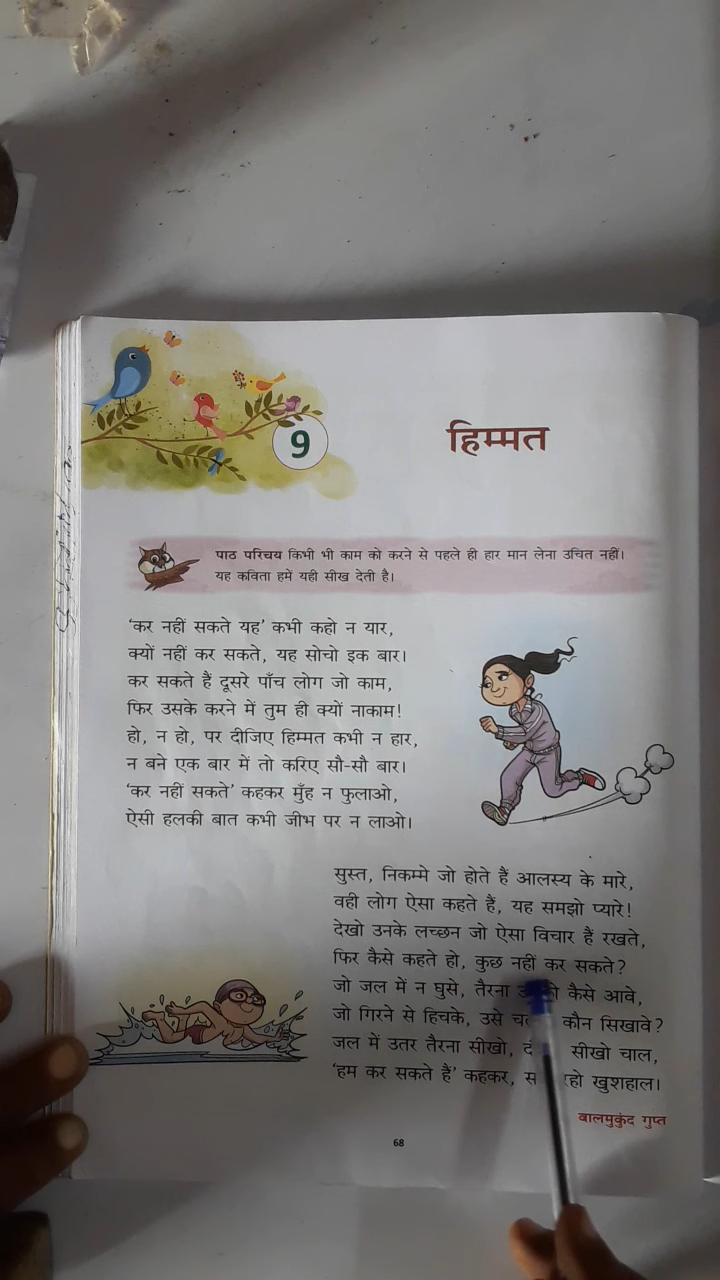 9
हिम्मत
पाठ परिचय किभी भी काम को करने से पहले ही हार मान लेना उचित नहीं।
यह कविता हमें यही सीख देती है।
'कर नहीं सकते यह' कभी कहो न यार,
क्यों नहीं कर सकते, यह सोचो इक बार।
कर सकते हैं दूसरे पाँच लोग जो काम,
फिर उसके करने में तुम ही क्यों नाकाम!
हो, न हो, पर दीजिए हिम्मत कभी न हार,
न बने एक बार में तो करिए सौ-सौ बार।
'कर नहीं सकते' कहकर मुँह न फुलाओ,
ऐसी हलकी बात कभी जीभ पर न लाओ।
सुस्त, निकम्मे जो होते हैं आलस्य के मारे,
वही लोग ऐसा कहते हैं, यह समझो प्यारे!
देखो उनके लच्छन जो ऐसा विचार हैं रखते,
फिर कैसे कहते हो, कुछ नहीं कर सकते?
जो जल में न घुसे, तैरना कैसे आवे,
जो गिरने से हिचके, उसे कौन सिखावे?
जल में उतर तैरना सीखो, सीखो चाल,
'हम कर सकते हैं' कहकर, रहो खुशहाल।
बालमुकुंद गुप्त
68